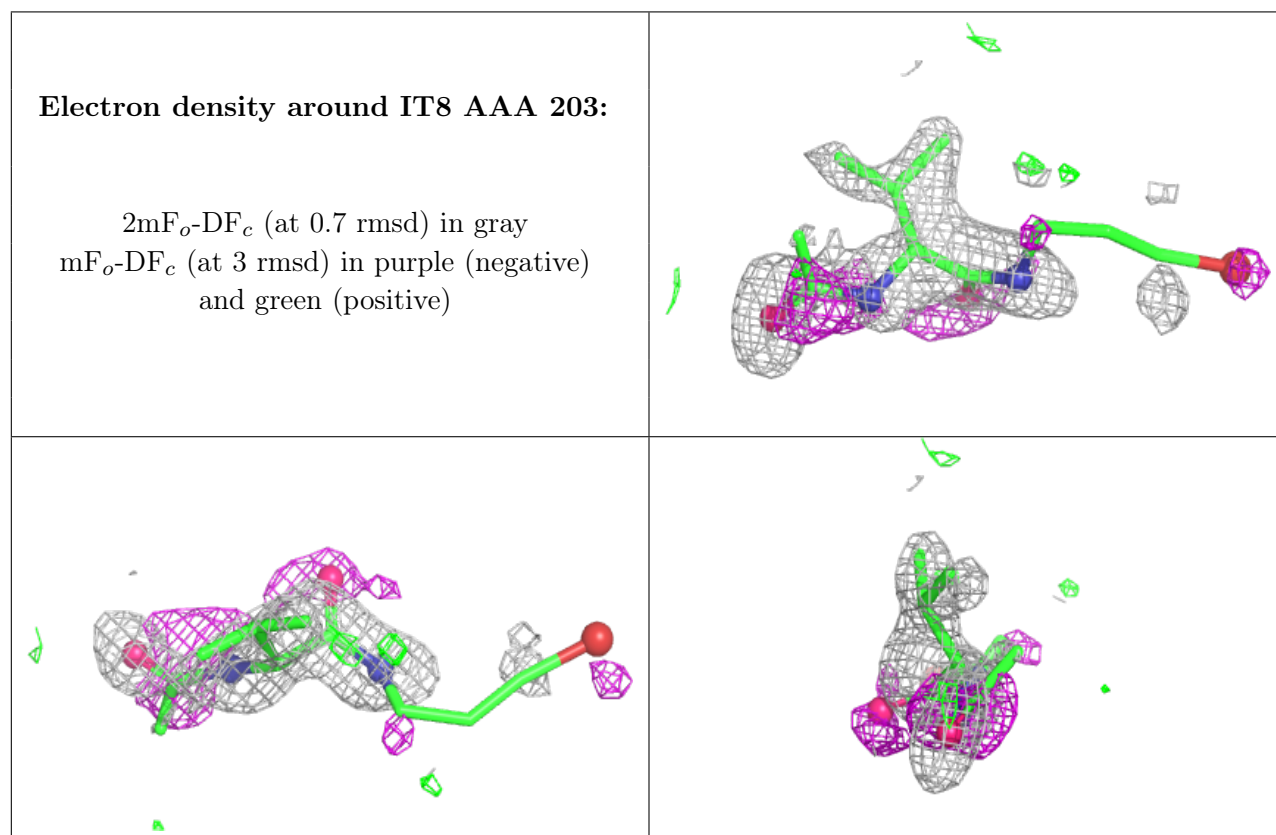 Electron density around IT8 AAA 203:
2mFo-DFc (at 0.7 rmsd) in gray
mFo-DFc (at 3 rmsd) in purple (negative)
and green (positive)